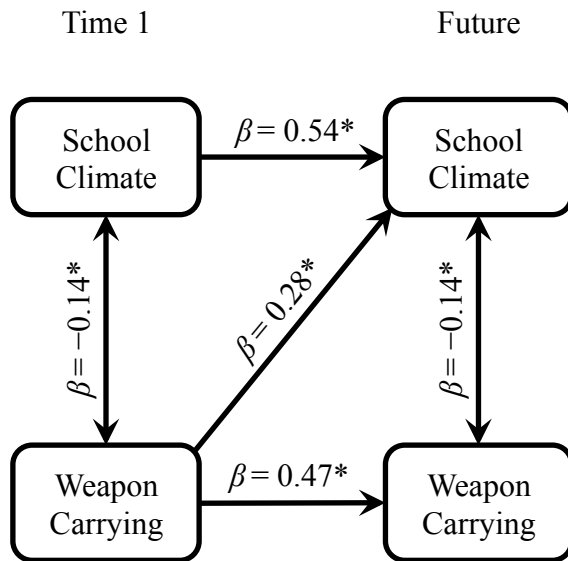 Time 1
Future
School
Climate
β = 0.54*
School
Climate
β = −0.14*
β = 0.28*
β = −0.14*
Weapon
Carrying
β = 0.47*
Weapon
Carrying